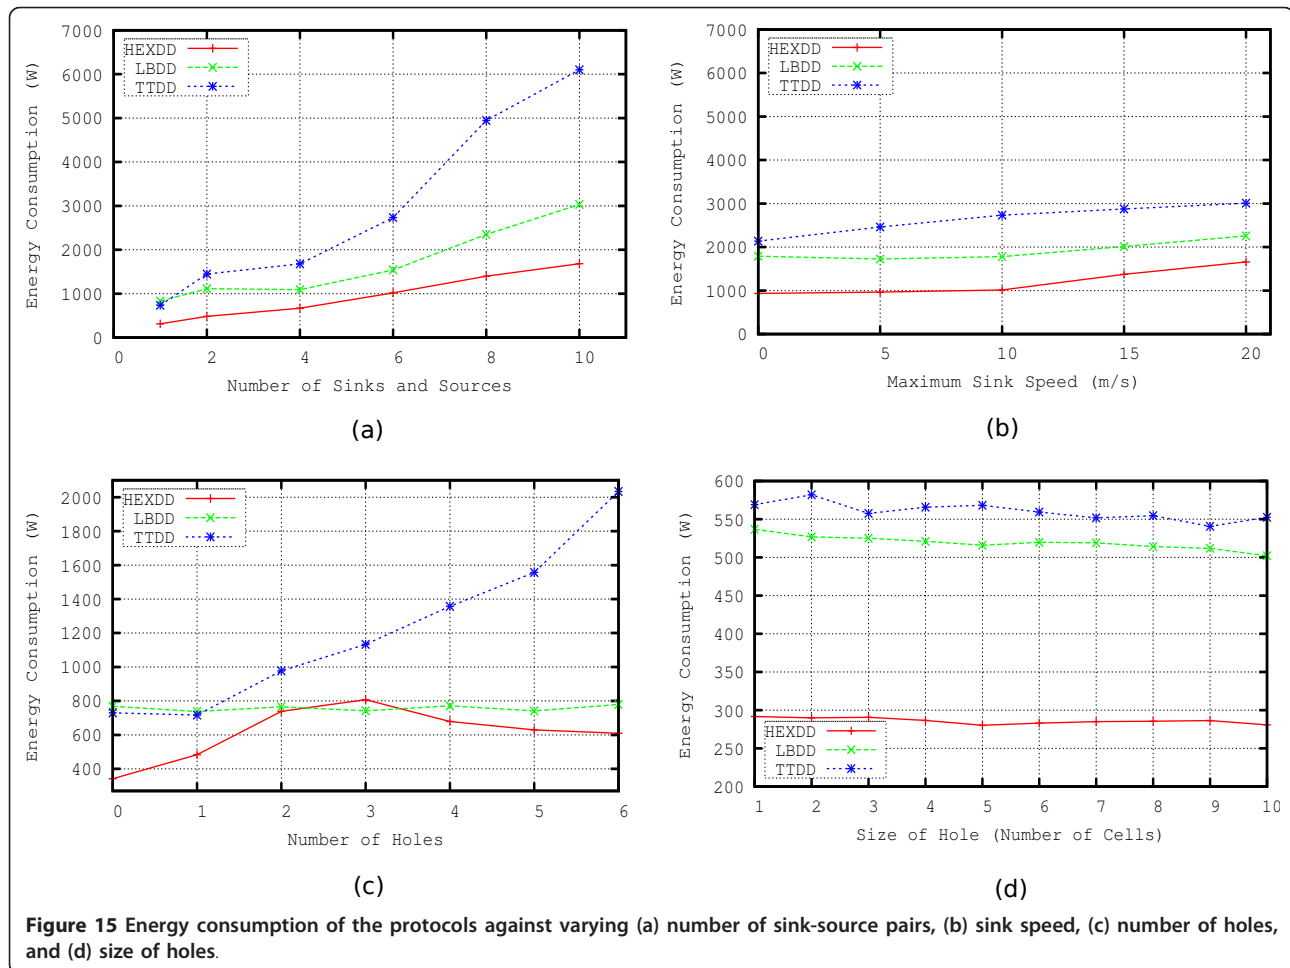 7000
6000
5000
4000
3000
2000
1000
0
Energy Consumption (W)
HEXDD
LBDD
TTDD
0 2 4 6 8 10
Number of Sinks and Sources
(a)
7000
6000
5000
4000
3000
2000
1000
0
Energy Consumption (W)
HEXDD
LBDD
TTDD
0 5 10 15 20
Maximum Sink Speed (m/s)
(b)
2000
1800
1600
1400
1200
1000
800
600
400
Energy Consumption (W)
HEXDD
LBDD
TTDD
0 1 2 3 4 5 6
Number of Holes
(c)
600
550
500
450
400
350
300
250
200
Energy Consumption (W)
HEXDD
LBDD
TTDD
1 2 3 4 5 6 7 8 9 10
Size of Hole (Number of Cells)
(d)
Figure 15 Energy consumption of the protocols against varying (a) number of sink-source pairs, (b) sink speed, (c) number of holes,
and (d) size of holes.